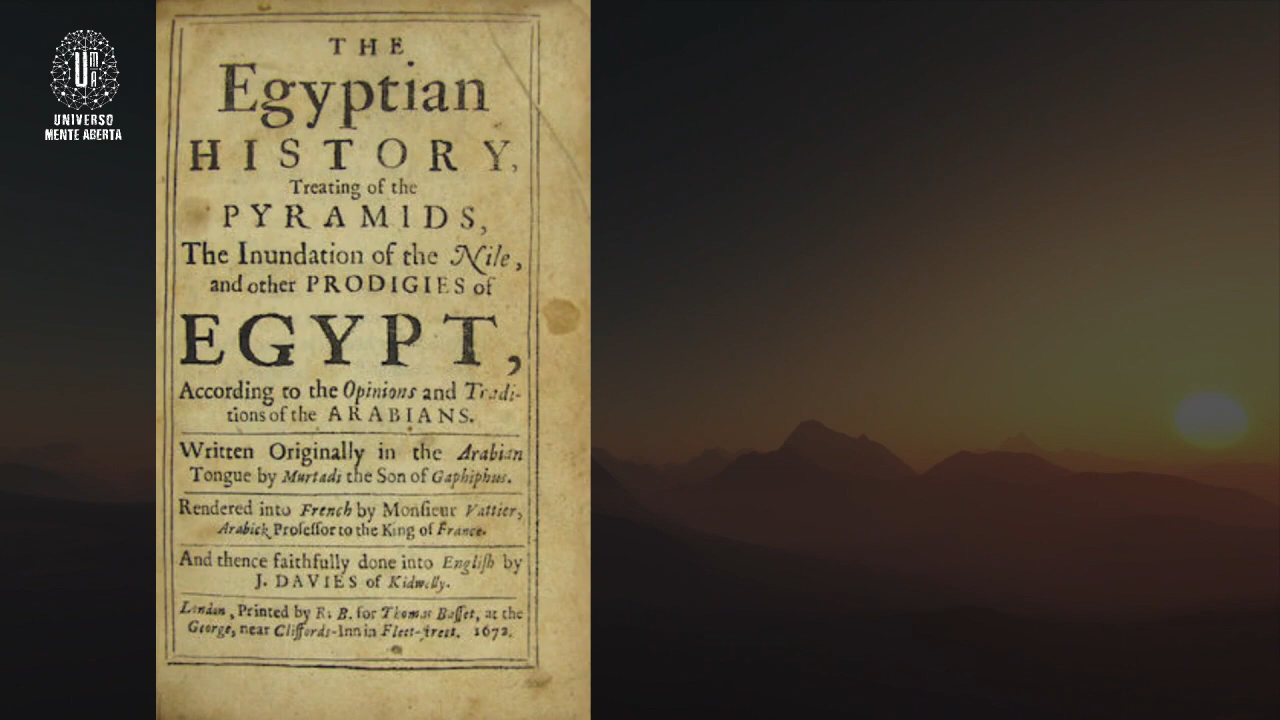 UMA
UNIVERSO
MENTE ABERTA
THE
Egyptian
HISTORY,
Treating of the
PYRAMIDS,
The Inundation of the Nile,
and other PRODIGIES of
EGYPT,
According to the Opinions and Tradi-
tions of the ARABIANS.
Written Originally in the Arabian
Tongue by Murtadi the Son of Gaphiphus.
Rendered into French by Monſieur Vattier,
Arabick Profeſſor to the King of France.
And thence faithfully done into Engliſh by
J. DAVIES of Kidwelly.
London, Printed by R. B. for Thomas Baſſet, at the
George, near Cliffords-Inn in Fleet-ſtreet. 1672.